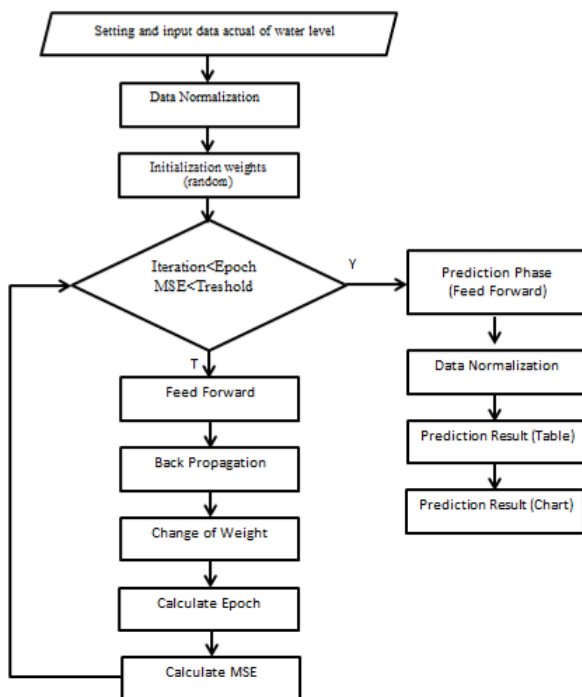 Setting and input data actual of water level
Data Normalization
Initialization weights
(random)
Iteration<Epoch
MSE<Treshold
Y
T
Feed Forward
Back Propagation
Change of Weight
Calculate Epoch
Calculate MSE
Prediction Phase
(Feed Forward)
Data Normalization
Prediction Result (Table)
Prediction Result (Chart)